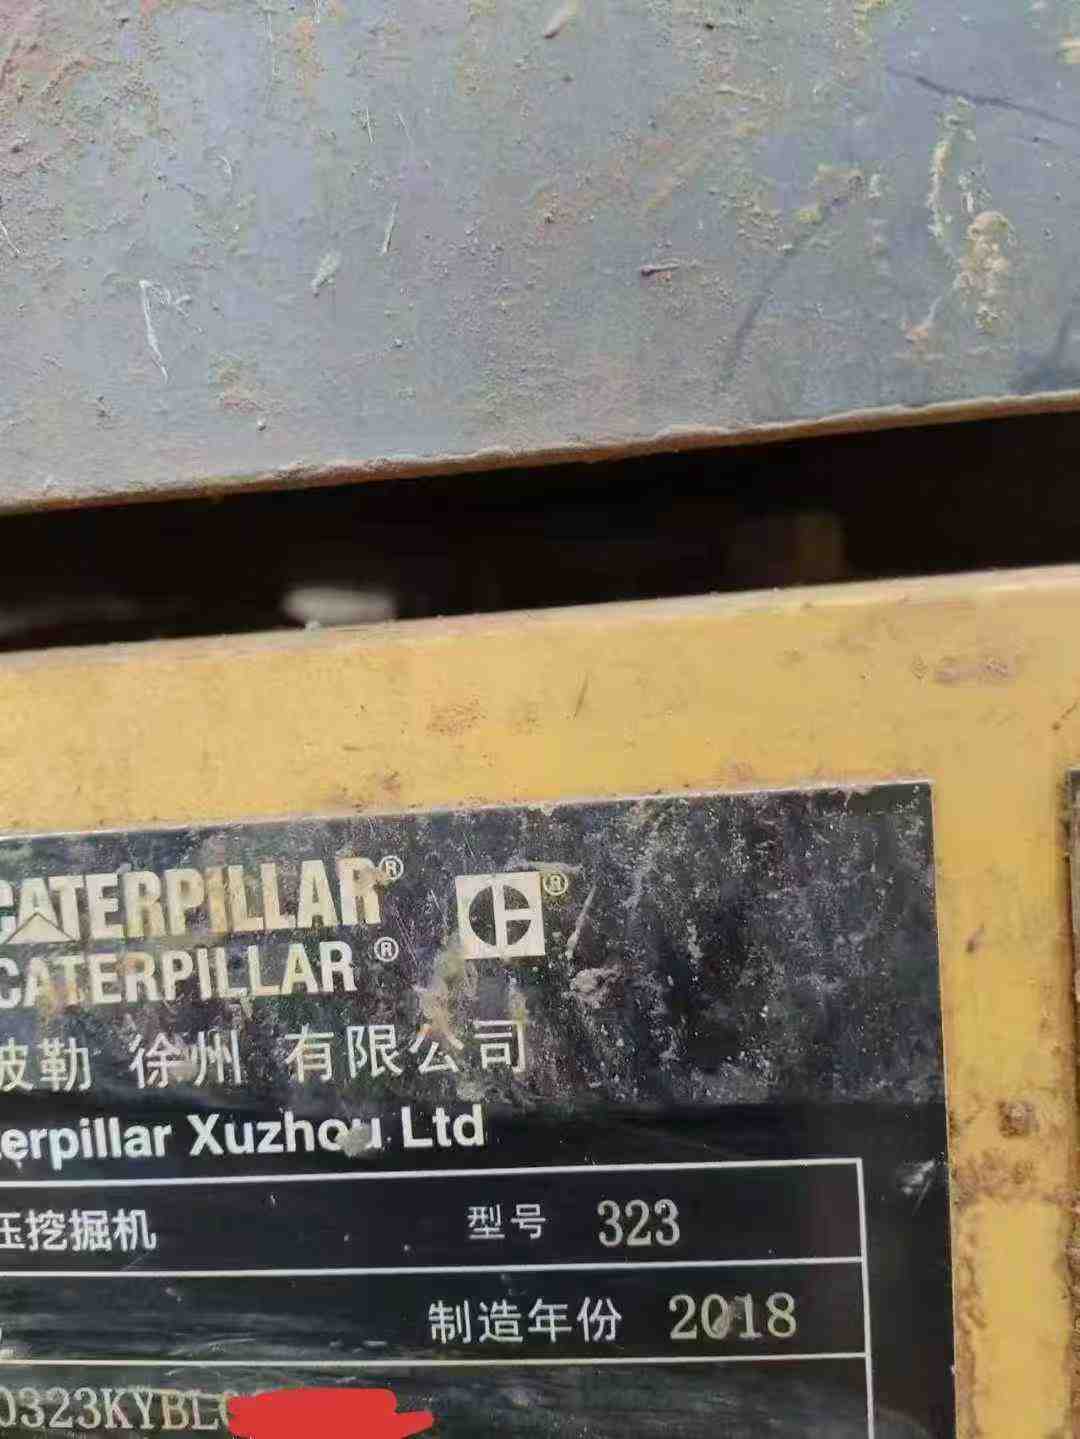 CATERPILLAR®
CATERPILLAR®
彼勒 徐州 有限公司
erpillar Xuzhou Ltd
压挖掘机 型号 323
制造年份 2018
0323KYBL0